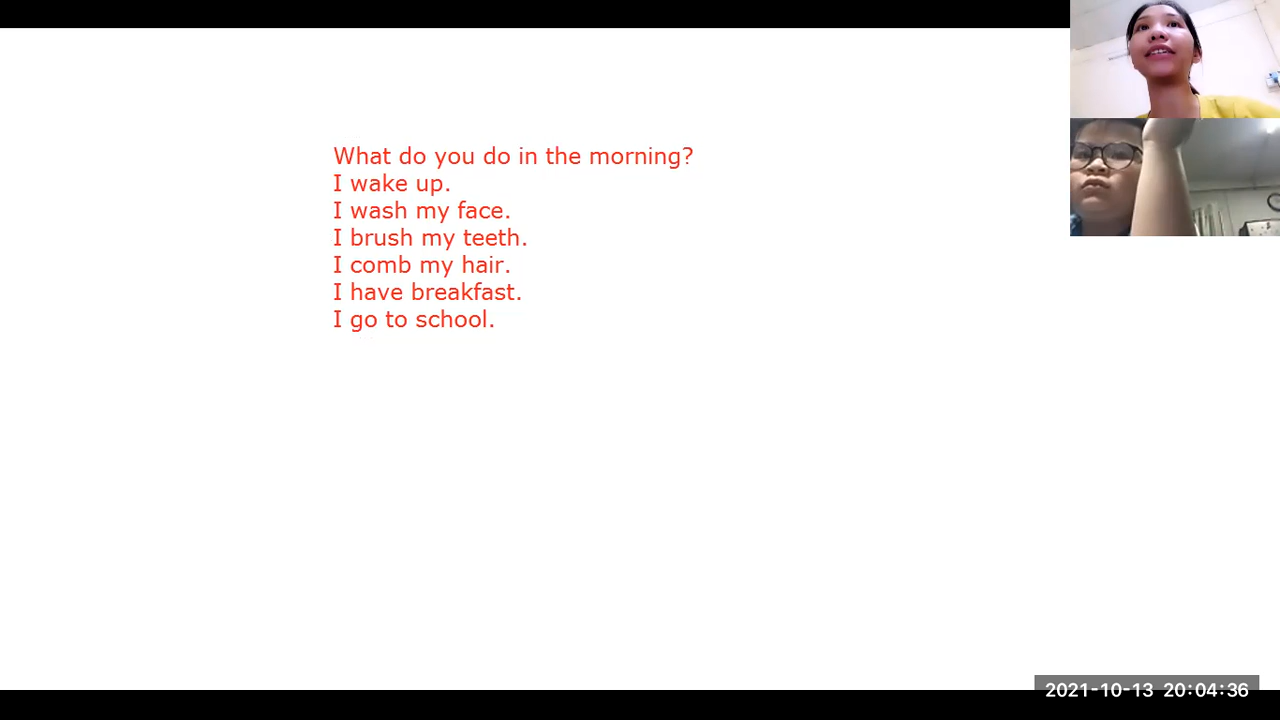 What do you do in the morning?
I wake up.
I wash my face.
I brush my teeth.
I comb my hair.
I have breakfast.
I go to school.
2021-10-13 20:04:36